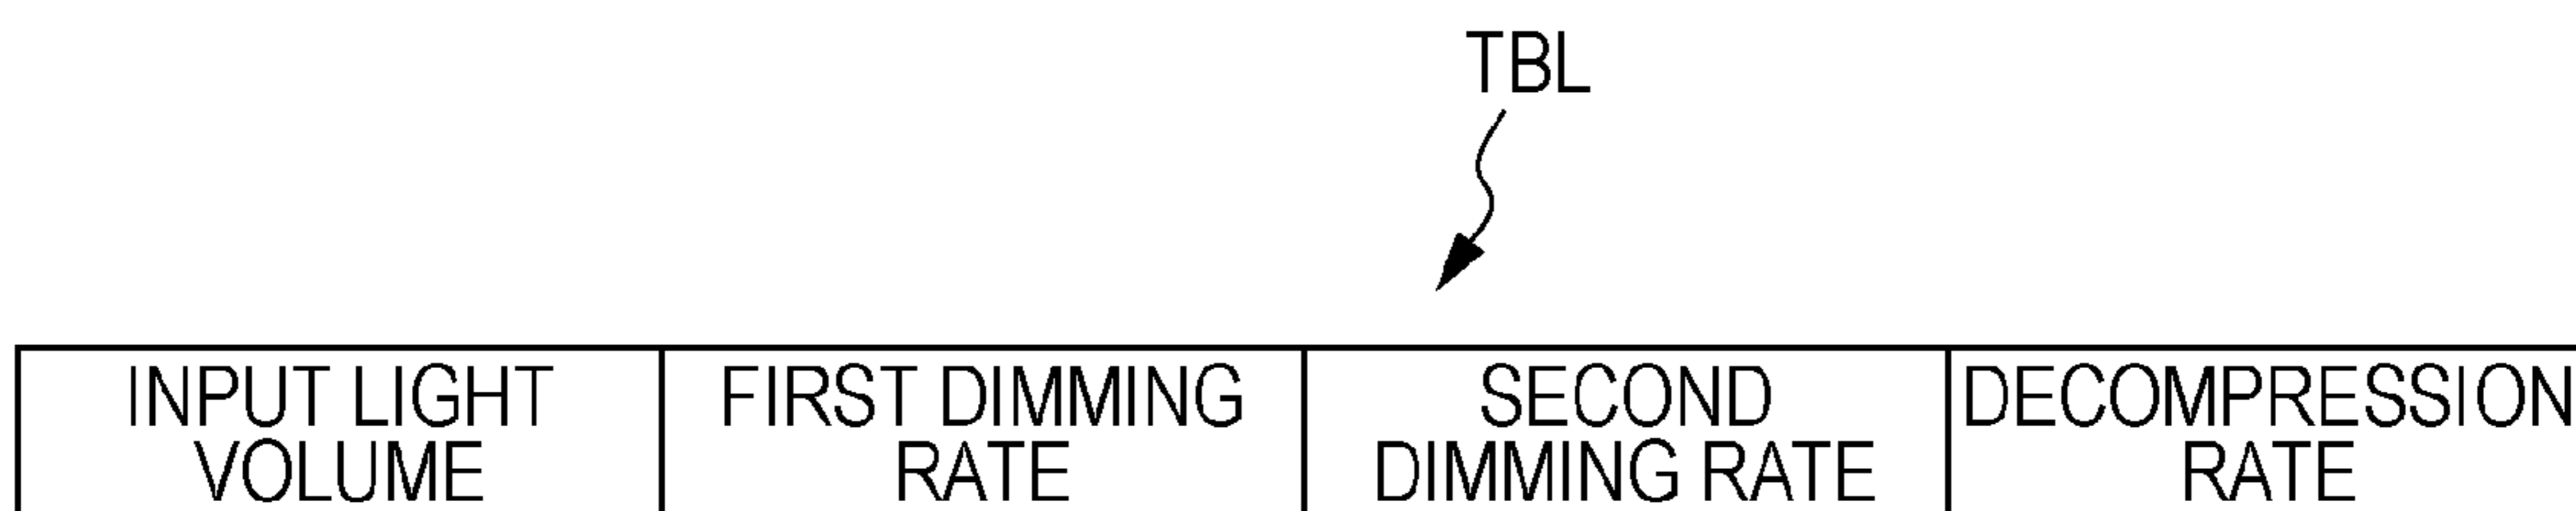 TBL
INPUT LIGHT
VOLUME
FIRST DIMMING
RATE
SECOND
DIMMING RATE
DECOMPRESSION
RATE